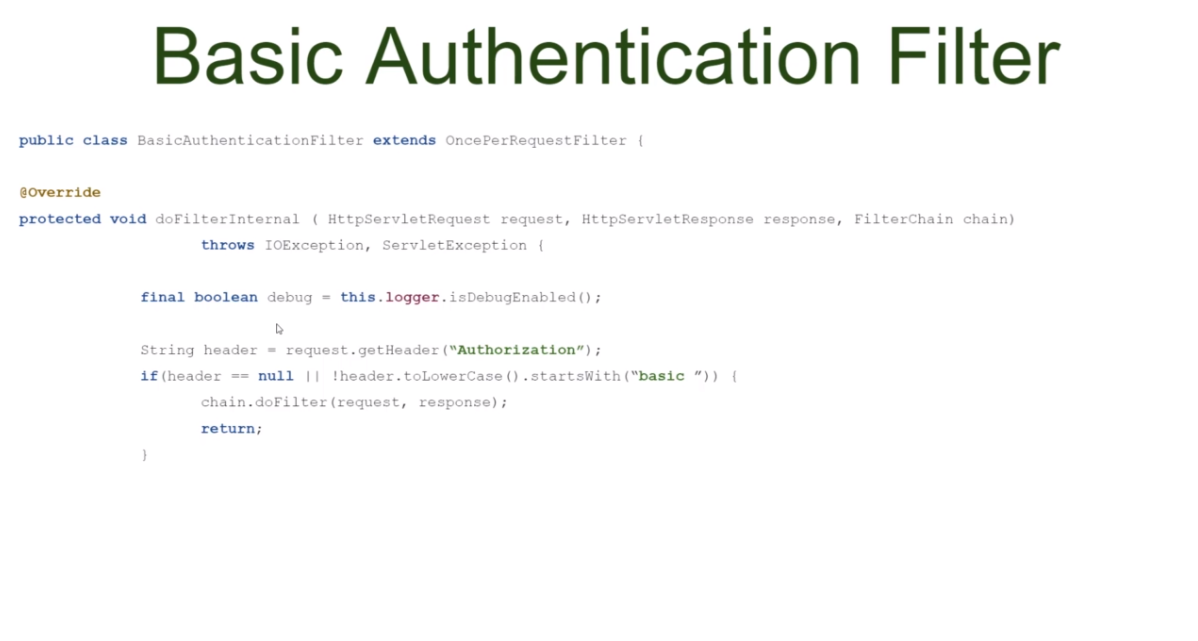 Basic Authentication Filter
public class BasicAuthenticationFilter extends OncePerRequestFilter {
@Override
protected void doFilterInternal ( HttpServletRequest request, HttpServletResponse response, FilterChain chain)
throws IOException, ServletException {
final boolean debug = this.logger.isDebugEnabled();
String header = request.getHeader(“Authorization”);
if(header == null || !header.toLowerCase().startsWith(“basic ”)) {
chain.doFilter(request, response);
return;
}